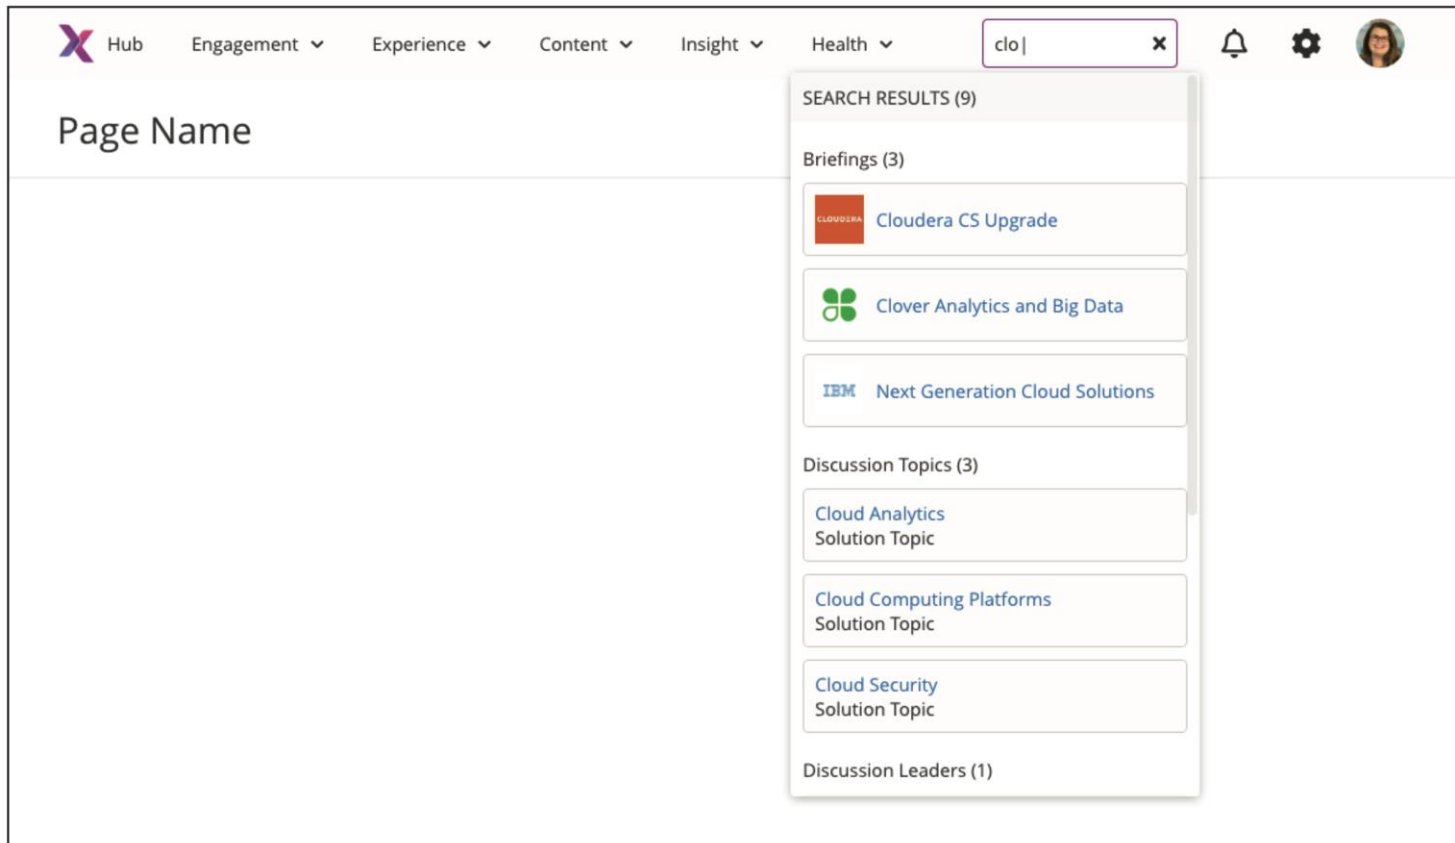 Hub Engagement Experience Content Insight Health clo
SEARCH RESULTS (9)
Page Name
Briefings (3)
CLOUDERA Cloudera CS Upgrade
Clover Analytics and Big Data
IBM Next Generation Cloud Solutions
Discussion Topics (3)
Cloud Analytics
Solution Topic
Cloud Computing Platforms
Solution Topic
Cloud Security
Solution Topic
Discussion Leaders (1)